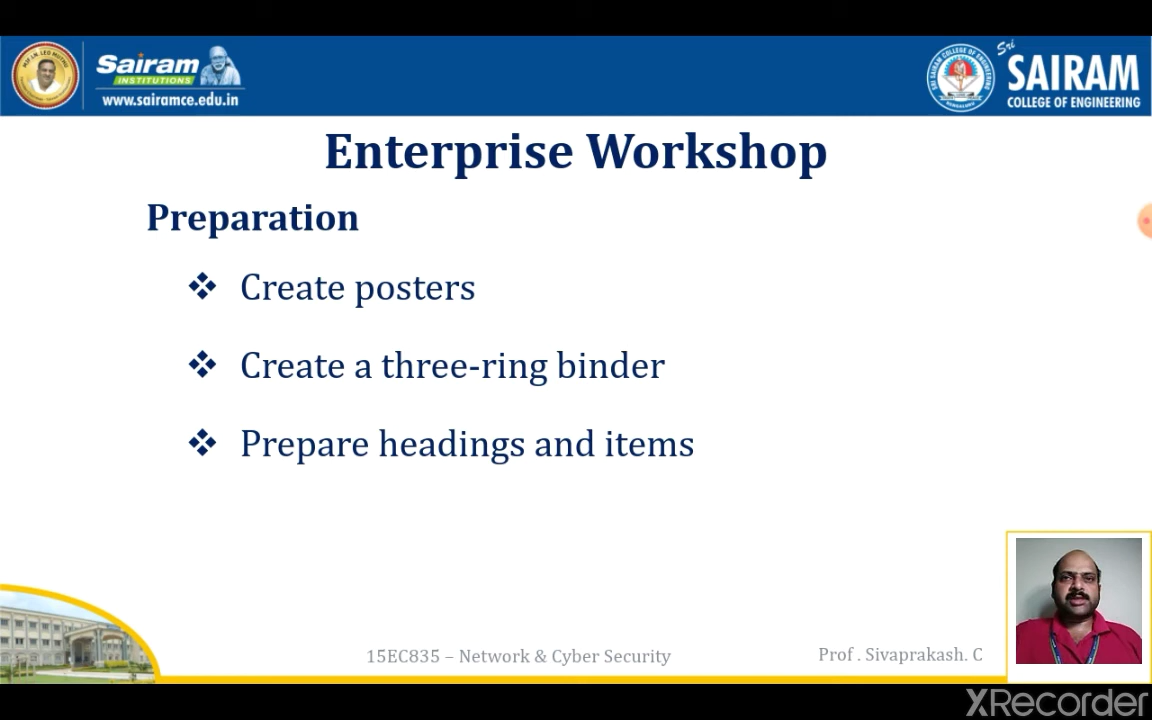 Sairam
INSTITUTIONS
www.sairamce.edu.in
Sri
SAIRAM
COLLEGE OF ENGINEERING
Enterprise Workshop
Preparation
❖ Create posters
❖ Create a three-ring binder
❖ Prepare headings and items
15EC835 – Network & Cyber Security
Prof . Sivaprakash. C
XRecorder